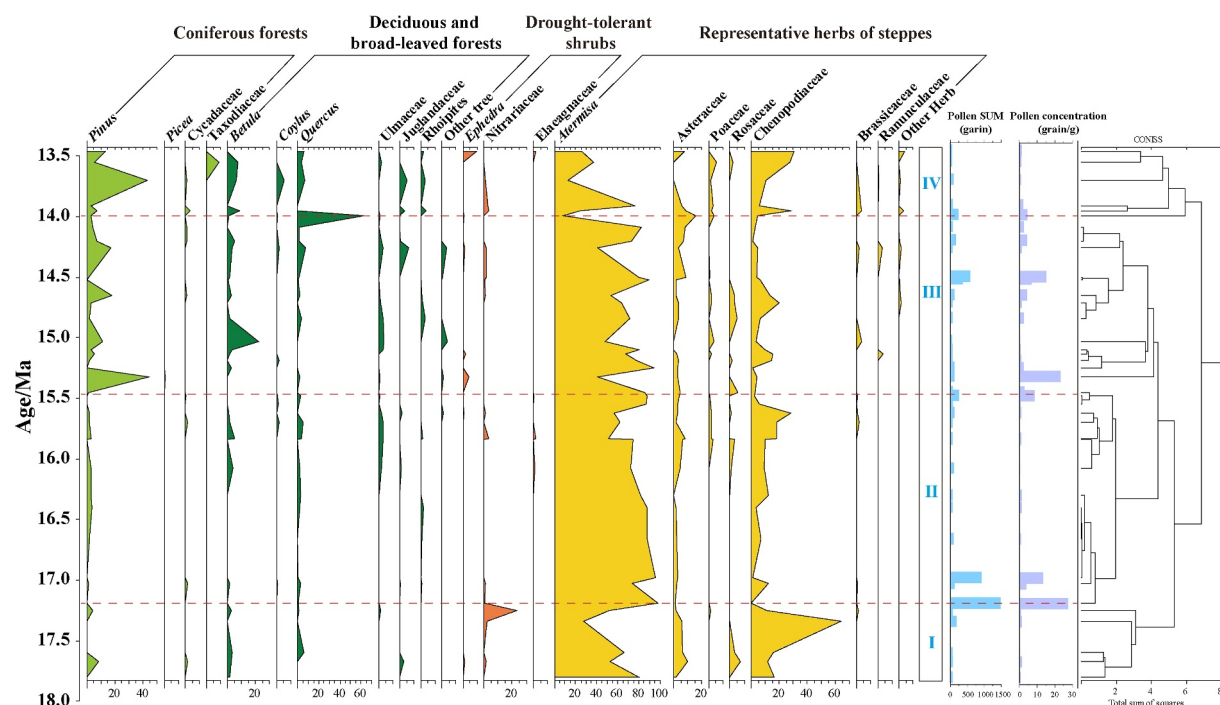 Coniferous forests
Deciduous and
broad-leaved forests
Drought-tolerant
shrubs
Representative herbs of steppes
Pinus
Picea
Cycadaceae
Taxodiaceae
Betula
Coylus
Quercus
Ulmaceae
Juglandaceae
Rhoipites
Other tree
Ephedra
Nitrariaceae
Elaeagnaceae
Atermisa
Asteraceae
Poaceae
Rosaceae
Chenopodiaceae
Brassicaceae
Ranunculaceae
Other Herb
Pollen SUM
(garin)
Pollen concentration
(grain/g)
CONISS
Age/Ma
13.5
14.0
14.5
15.0
15.5
16.0
16.5
17.0
17.5
18.0
IV
III
II
I
20 40
20
20 40 60
20
20 40 60 80 100
20 40 60
0 500 1000 1500
0 10 20 30
2 4 6 8
Total sum of squares